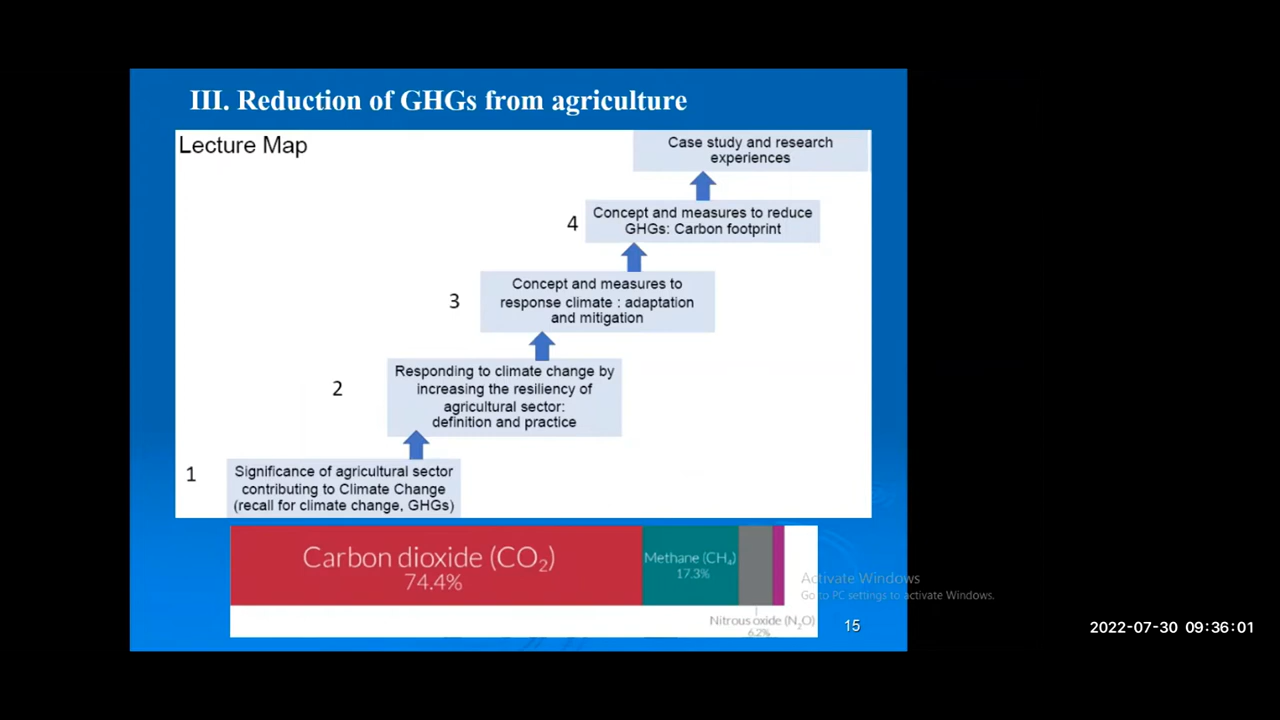 III. Reduction of GHGs from agriculture
Lecture Map
Case study and research
experiences
4
Concept and measures to reduce
GHGs: Carbon footprint
3
Concept and measures to
response climate : adaptation
and mitigation
2
Responding to climate change by
increasing the resiliency of
agricultural sector:
definition and practice
1
Significance of agricultural sector
contributing to Climate Change
(recall for climate change, GHGs)
Carbon dioxide (CO₂)
74.4%
Methane (CH₄)
17.3%
Nitrous oxide (N₂O)
6.2%
15
Activate Windows
Go to PC settings to activate Windows.
2022-07-30 09:36:01